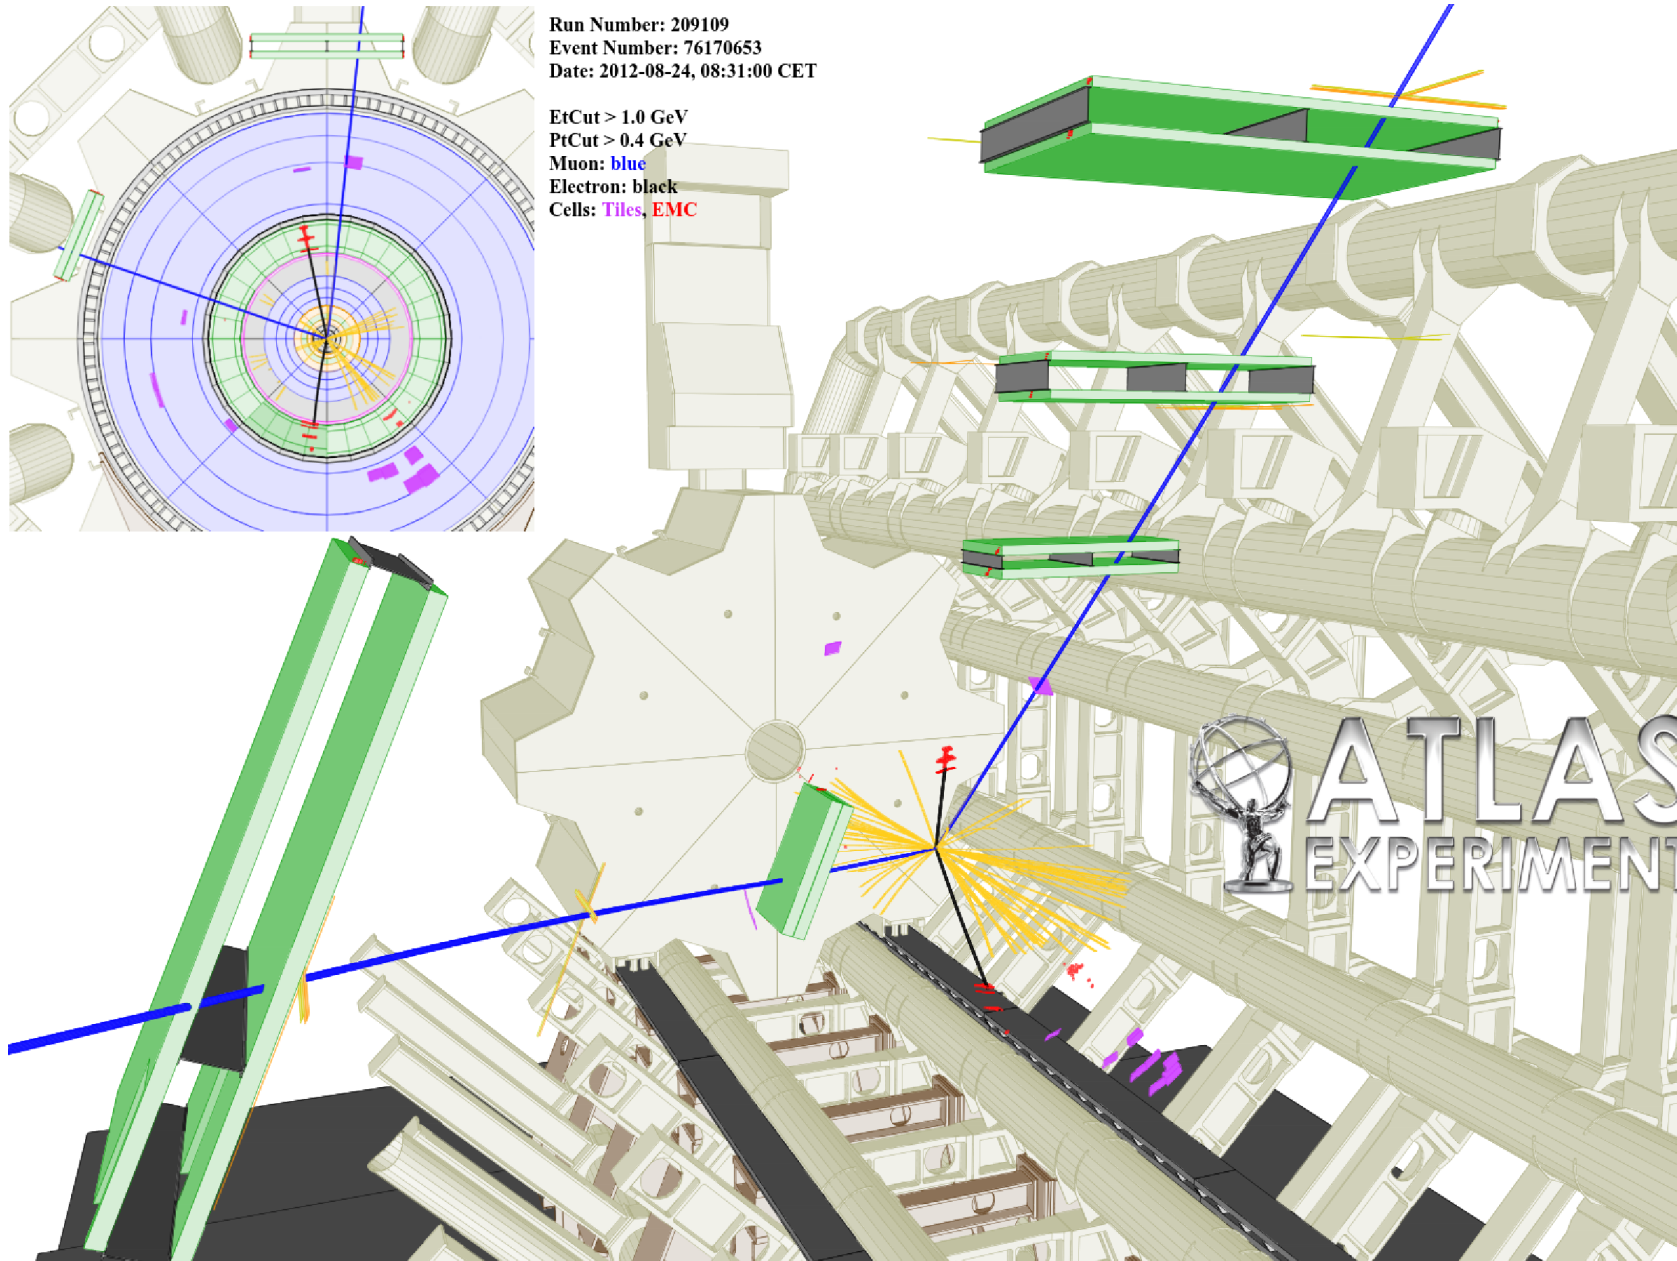 Run Number: 209109
Event Number: 76170653
Date: 2012-08-24, 08:31:00 CET
EtCut > 1.0 GeV
PtCut > 0.4 GeV
Muon: blue
Electron: black
Cells: Tiles, EMC
ATLAS
EXPERIMENT